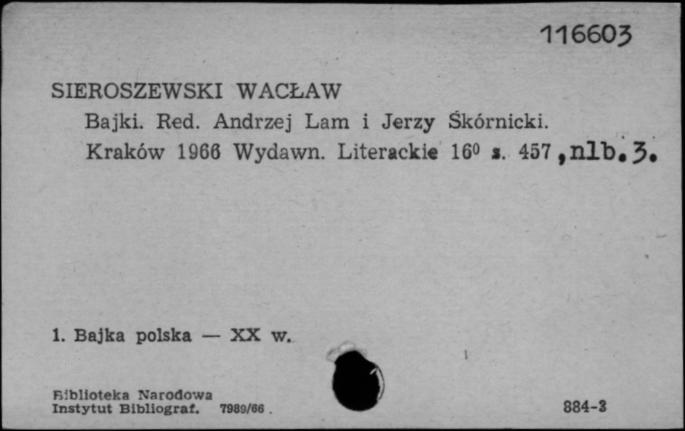 116603
SIEROSZEWSKI WACŁAW
Bajki. Red. Andrzej Lam i Jerzy Śkórnicki.
Kraków 1966 Wydawn. Literackie 16⁰ s. 457, nlb. 3.
1. Bajka polska — XX w.
Biblioteka Narodowa
Instytut Bibliograf. 7989/66.
884-3